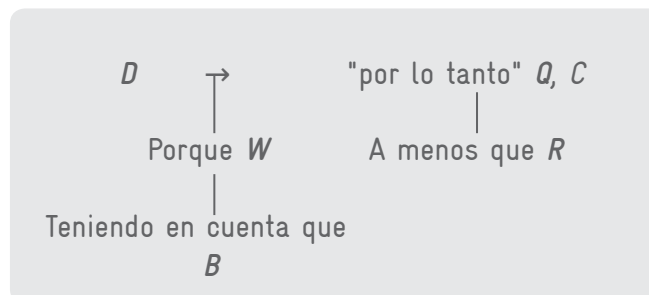 D → "por lo tanto" Q, C
Porque W A menos que R
Teniendo en cuenta que
B